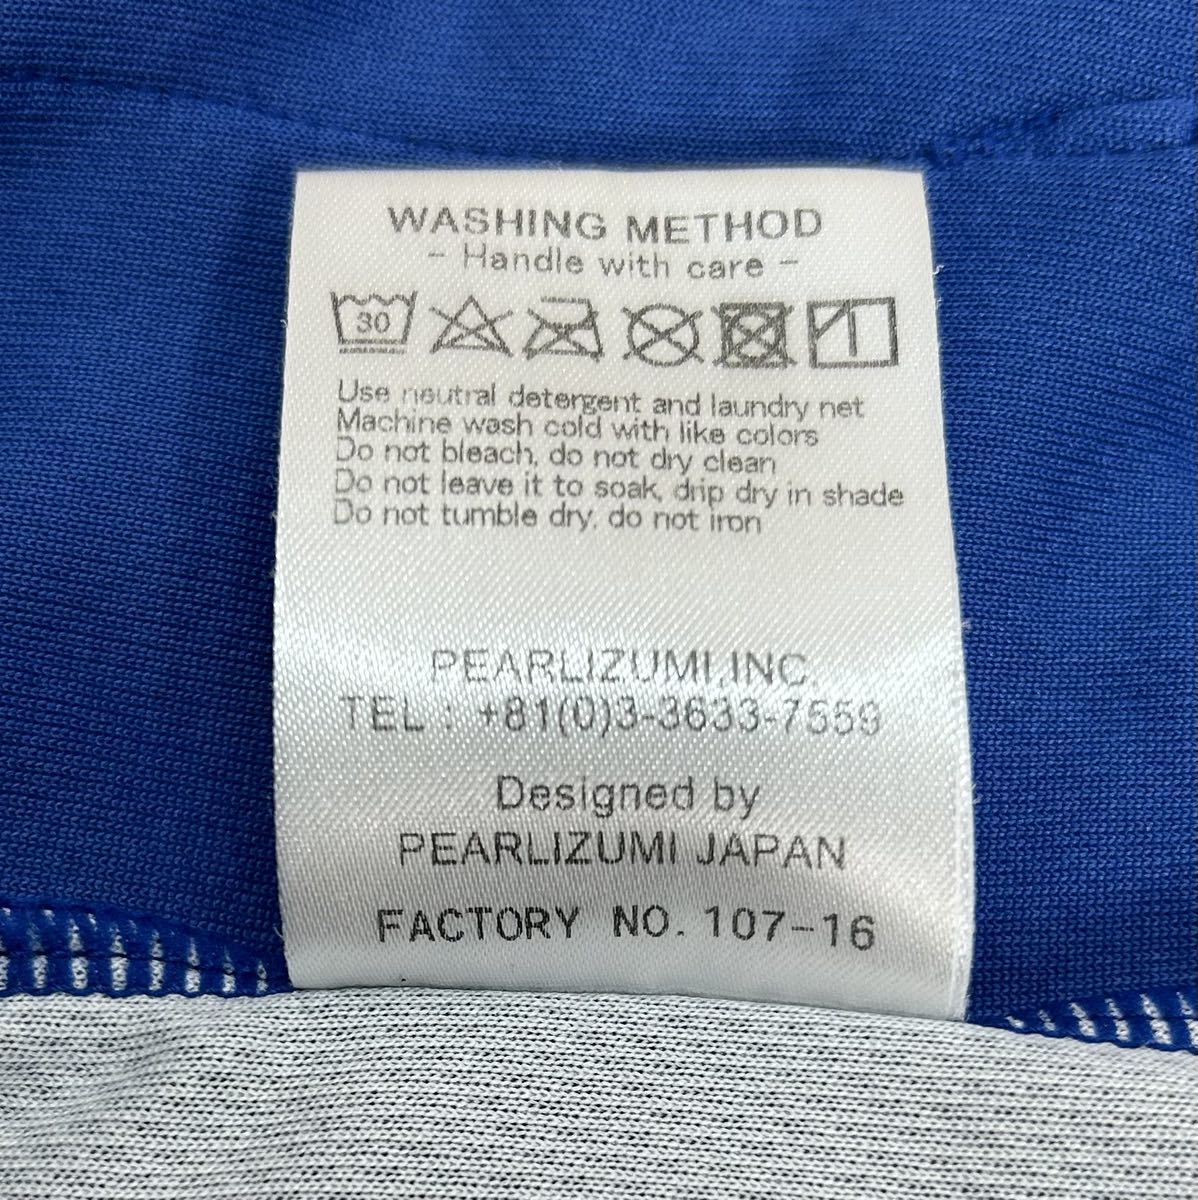 WASHING METHOD
- Handle with care -
30
Use neutral detergent and laundry net
Machine wash cold with like colors
Do not bleach, do not dry clean
Do not leave it to soak, drip dry in shade
Do not tumble dry, do not iron
PEARLIZUMI,INC.
TEL : +81(0)3-3633-7559
Designed by
PEARLIZUMI JAPAN
FACTORY NO. 107-16